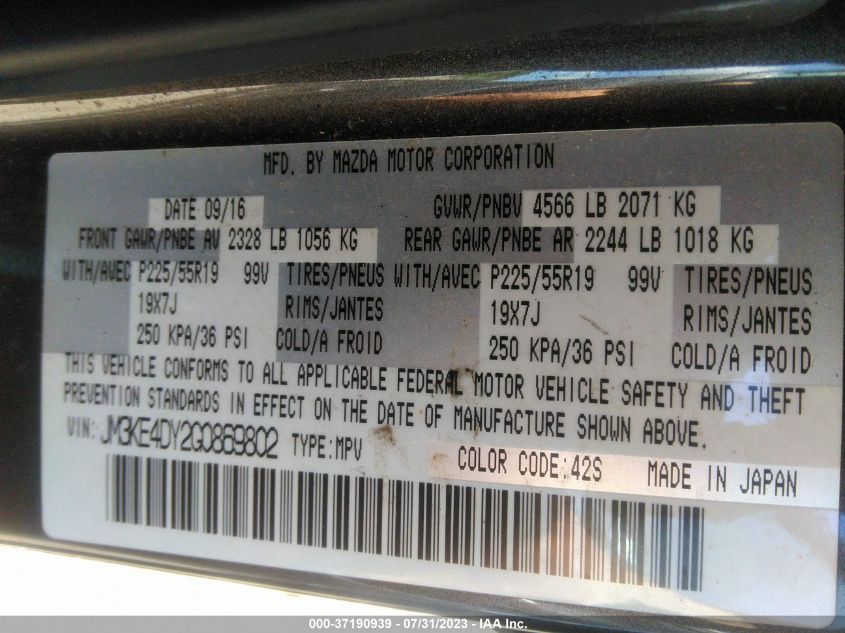 MFD. BY MAZDA MOTOR CORPORATION
DATE 09/16 GVWR/PNBV 4566 LB 2071 KG
FRONT GAWR/PNBE AV 2328 LB 1056 KG REAR GAWR/PNBE AR 2244 LB 1018 KG
WITH/AVEC P225/55R19 99V TIRES/PNEUS WITH/AVEC P225/55R19 99V TIRES/PNEUS
19X7J RIMS/JANTES 19X7J RIMS/JANTES
250 KPA/36 PSI COLD/A FROID 250 KPA/36 PSI COLD/A FROID
THIS VEHICLE CONFORMS TO ALL APPLICABLE FEDERAL MOTOR VEHICLE SAFETY AND THEFT
PREVENTION STANDARDS IN EFFECT ON THE DATE OF MANUFACTURE SHOWN ABOVE.
VIN: JM3KE4DY2G0869802 TYPE:MPV COLOR CODE:42S MADE IN JAPAN
000-37190939 - 07/31/2023 - ©IAA, Inc.